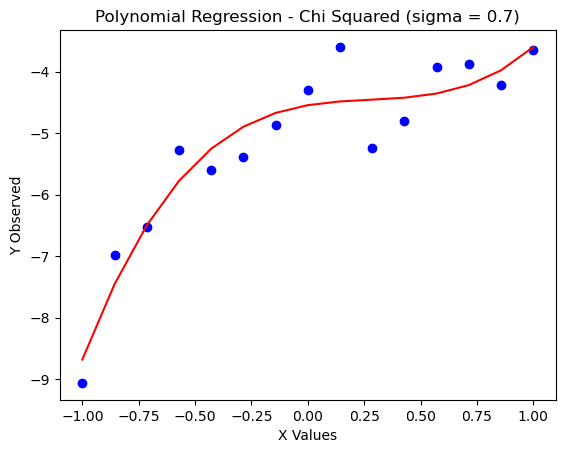 Polynomial Regression - Chi Squared (sigma = 0.7)
−4
−5
−6
−7
−8
−9
Y Observed
−1.00 −0.75 −0.50 −0.25 0.00 0.25 0.50 0.75 1.00
X Values